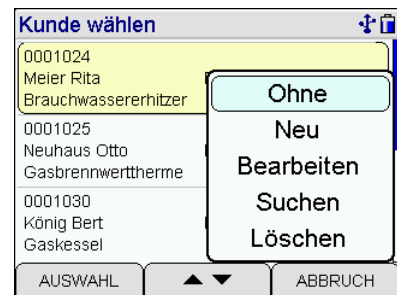 Kunde wählen
0001024
Meier Rita
Brauchwassererhitzer
0001025
Neuhaus Otto
Gasbrennwerttherme
0001030
König Bert
Gaskessel
Ohne
Neu
Bearbeiten
Suchen
Löschen
AUSWAHL
ABBRUCH